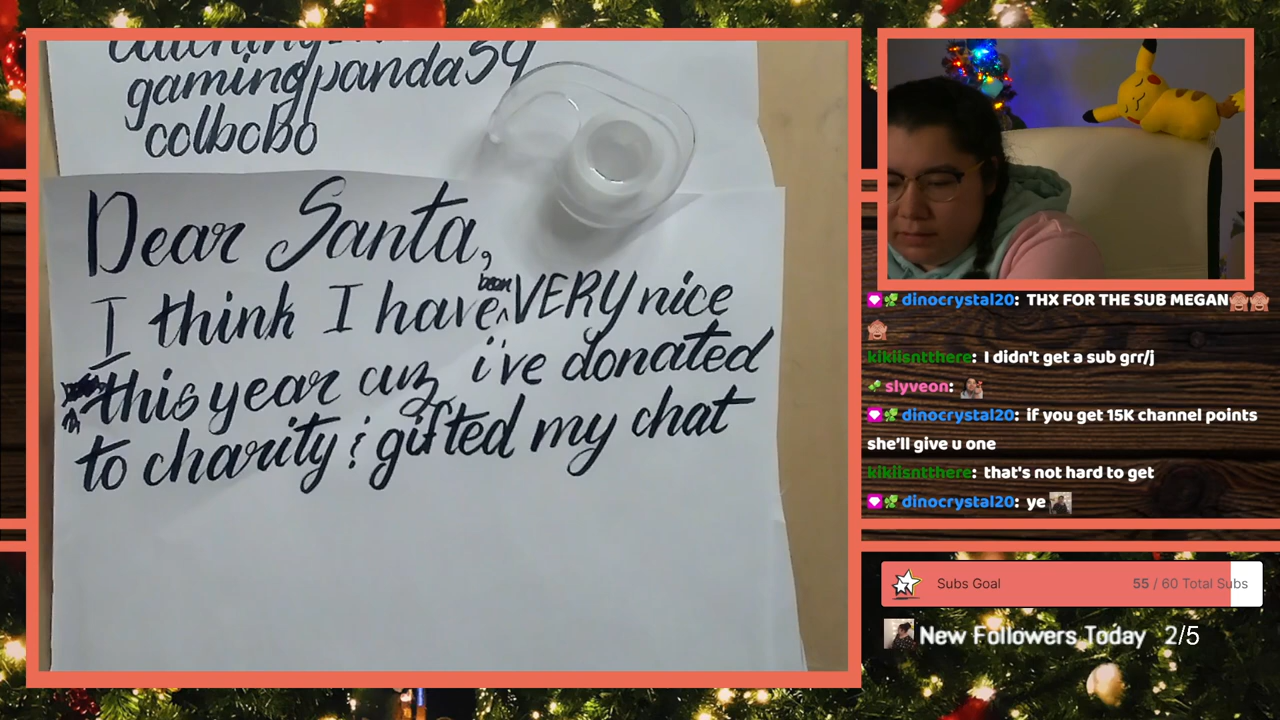 gamingpanda59
colbobo
Dear Santa,
I think I have been VERY nice
this year cuz i've donated
to charity & gifted my chat
dinocrystal20: THX FOR THE SUB MEGAN
kikiisntthere: I didn't get a sub grr/j
slyveon:
dinocrystal20: if you get 15K channel points
she'll give u one
kikiisntthere: that's not hard to get
dinocrystal20: ye
Subs Goal 55 / 60 Total Subs
New Followers Today 2/5